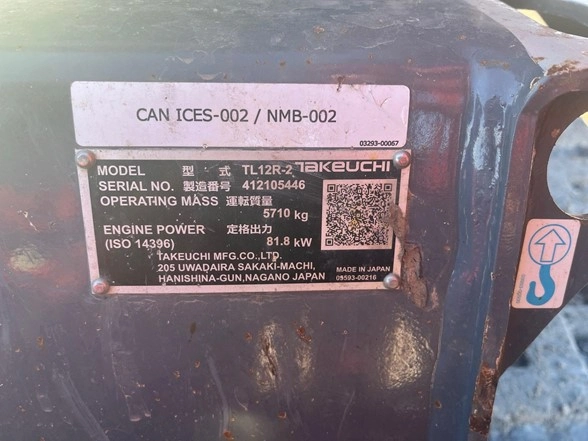 CAN ICES-002 / NMB-002
03293-00067
TAKEUCHI
MODEL 型 式 TL12R-2
SERIAL NO. 製造番号 412105446
OPERATING MASS 運転質量
5710 kg
ENGINE POWER 定格出力
(ISO 14396) 81.8 kW
TAKEUCHI MFG.CO.,LTD.
205 UWADAIRA SAKAKI-MACHI,
HANISHINA-GUN,NAGANO JAPAN
MADE IN JAPAN
09593-00216